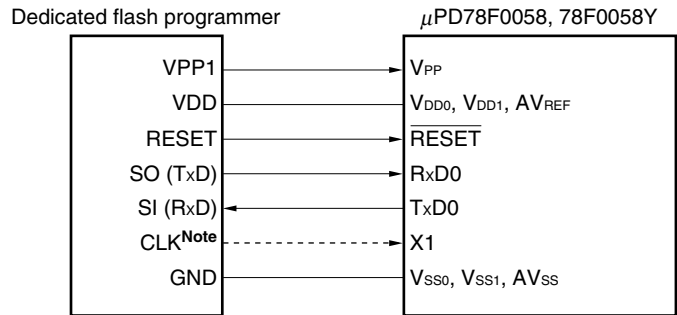 Dedicated flash programmer
μPD78F0058, 78F0058Y
VPP1
VPP
VDD
VDD0, VDD1, AVREF
RESET
RESET
SO (TxD)
RxD0
SI (RxD)
TxD0
CLKNote
X1
GND
VSS0, VSS1, AVSS